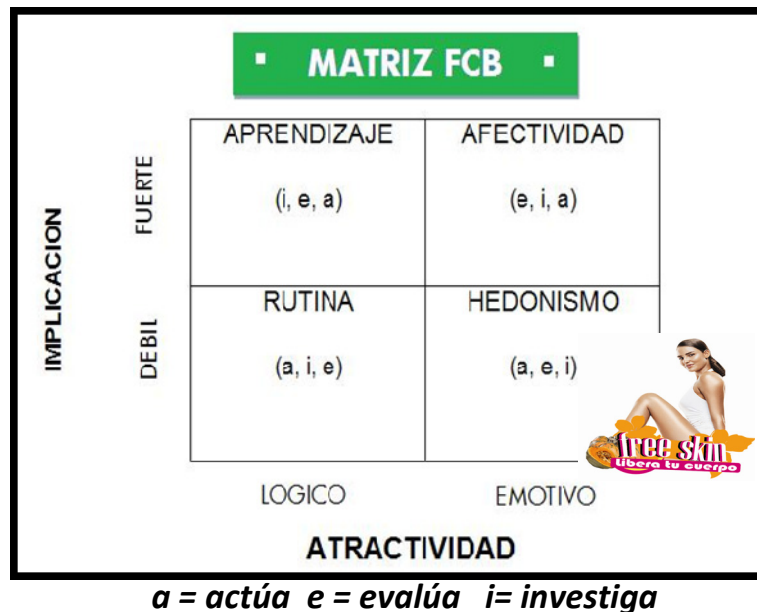 MATRIZ FCB
APRENDIZAJE
AFECTIVIDAD
FUERTE
(i, e, a)
(e, i, a)
IMPLICACION
RUTINA
HEDONISMO
DEBIL
(a, i, e)
(a, e, i)
free skin
Libera tu cuerpo
LOGICO
EMOTIVO
ATRACTIVIDAD
a = actúa e = evalúa i= investiga